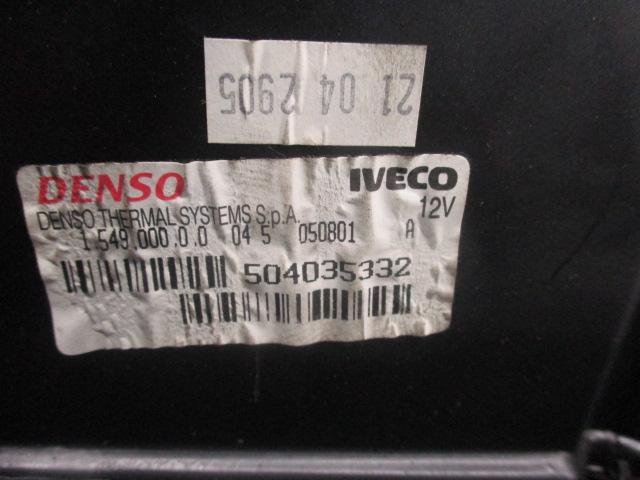 21 04 2905
DENSO IVECO
DENSO THERMAL SYSTEMS S.p.A. 12V
1.549.000.0.0 04 5 050801 A
504035332